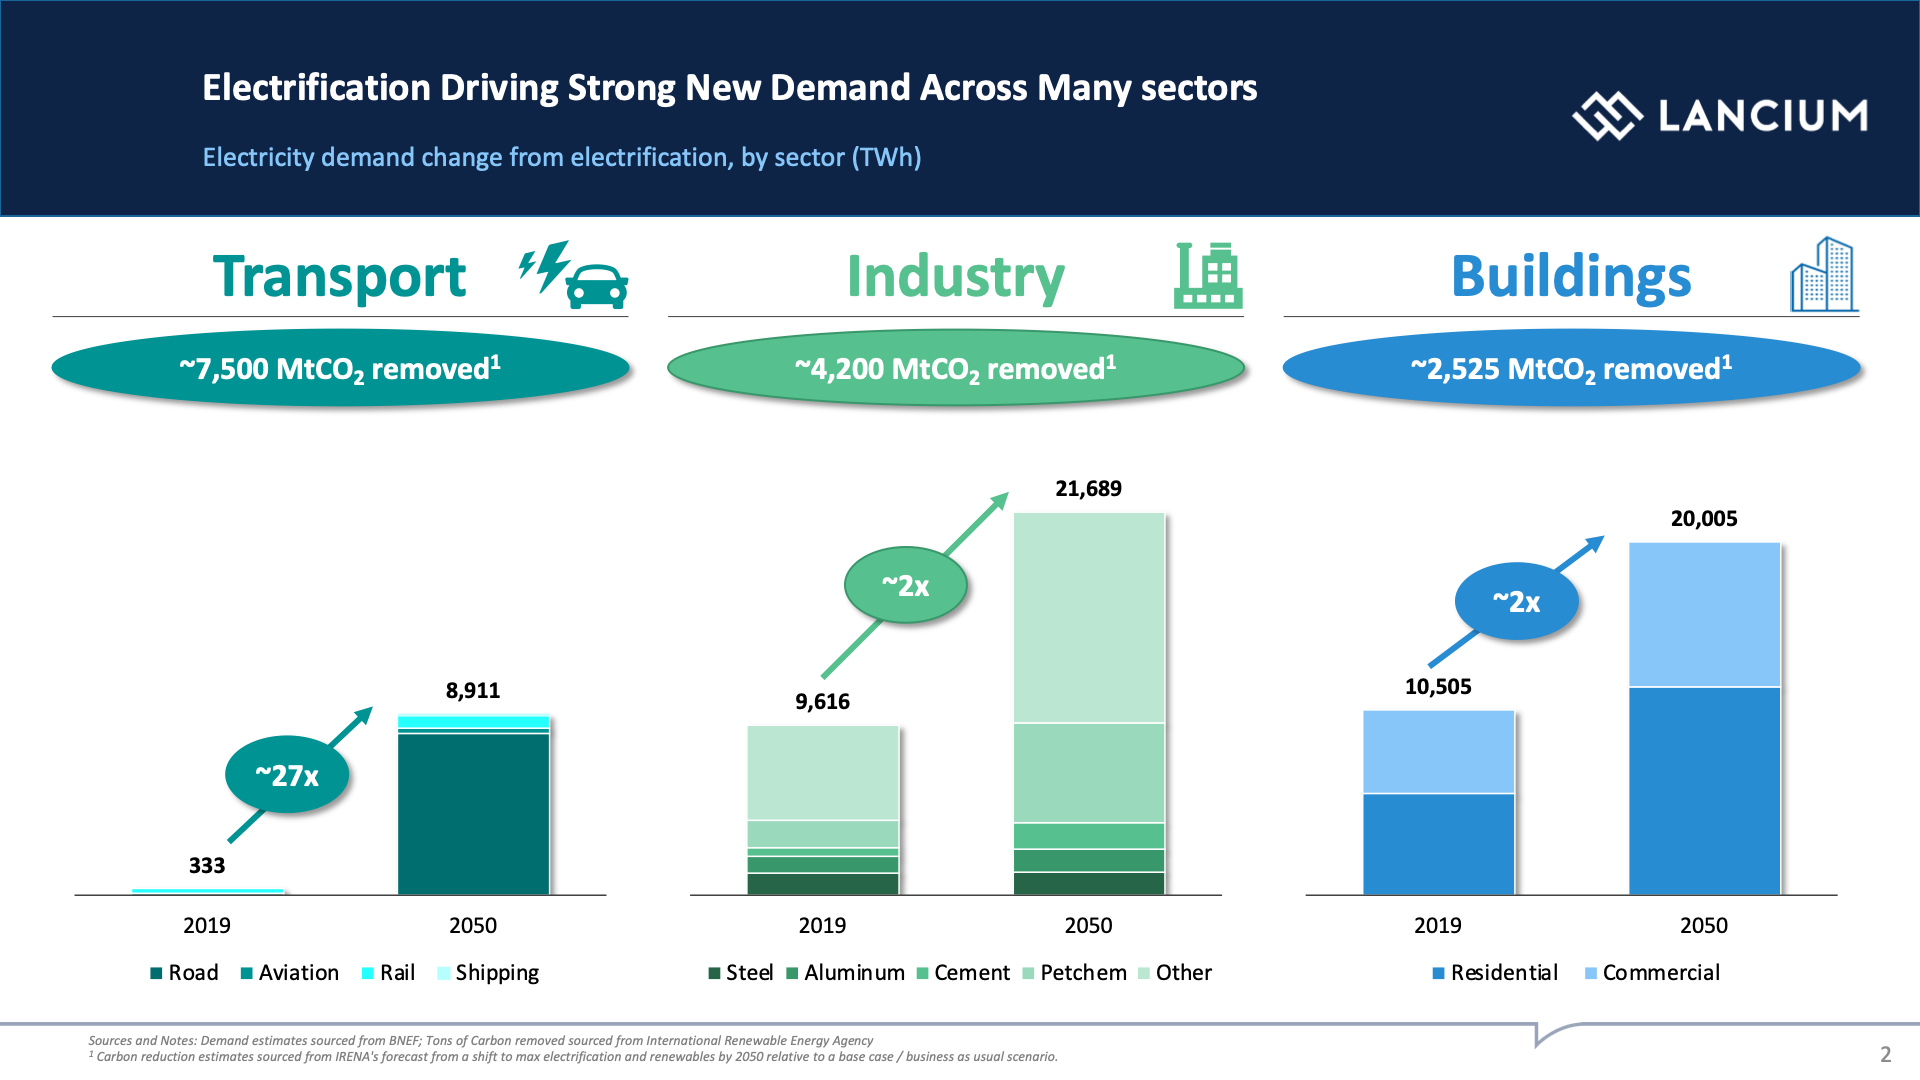 Electrification Driving Strong New Demand Across Many sectors
Electricity demand change from electrification, by sector (TWh)
LANCIUM
Transport
~7,500 MtCO₂ removed¹
~27x
333
8,911
2019
2050
Road Aviation Rail Shipping
Industry
~4,200 MtCO₂ removed¹
~2x
9,616
21,689
2019
2050
Steel Aluminum Cement Petchem Other
Buildings
~2,525 MtCO₂ removed¹
~2x
10,505
20,005
2019
2050
Residential Commercial
Sources and Notes: Demand estimates sourced from BNEF; Tons of Carbon removed sourced from International Renewable Energy Agency
¹ Carbon reduction estimates sourced from IRENA's forecast from a shift to max electrification and renewables by 2050 relative to a base case / business as usual scenario.
2